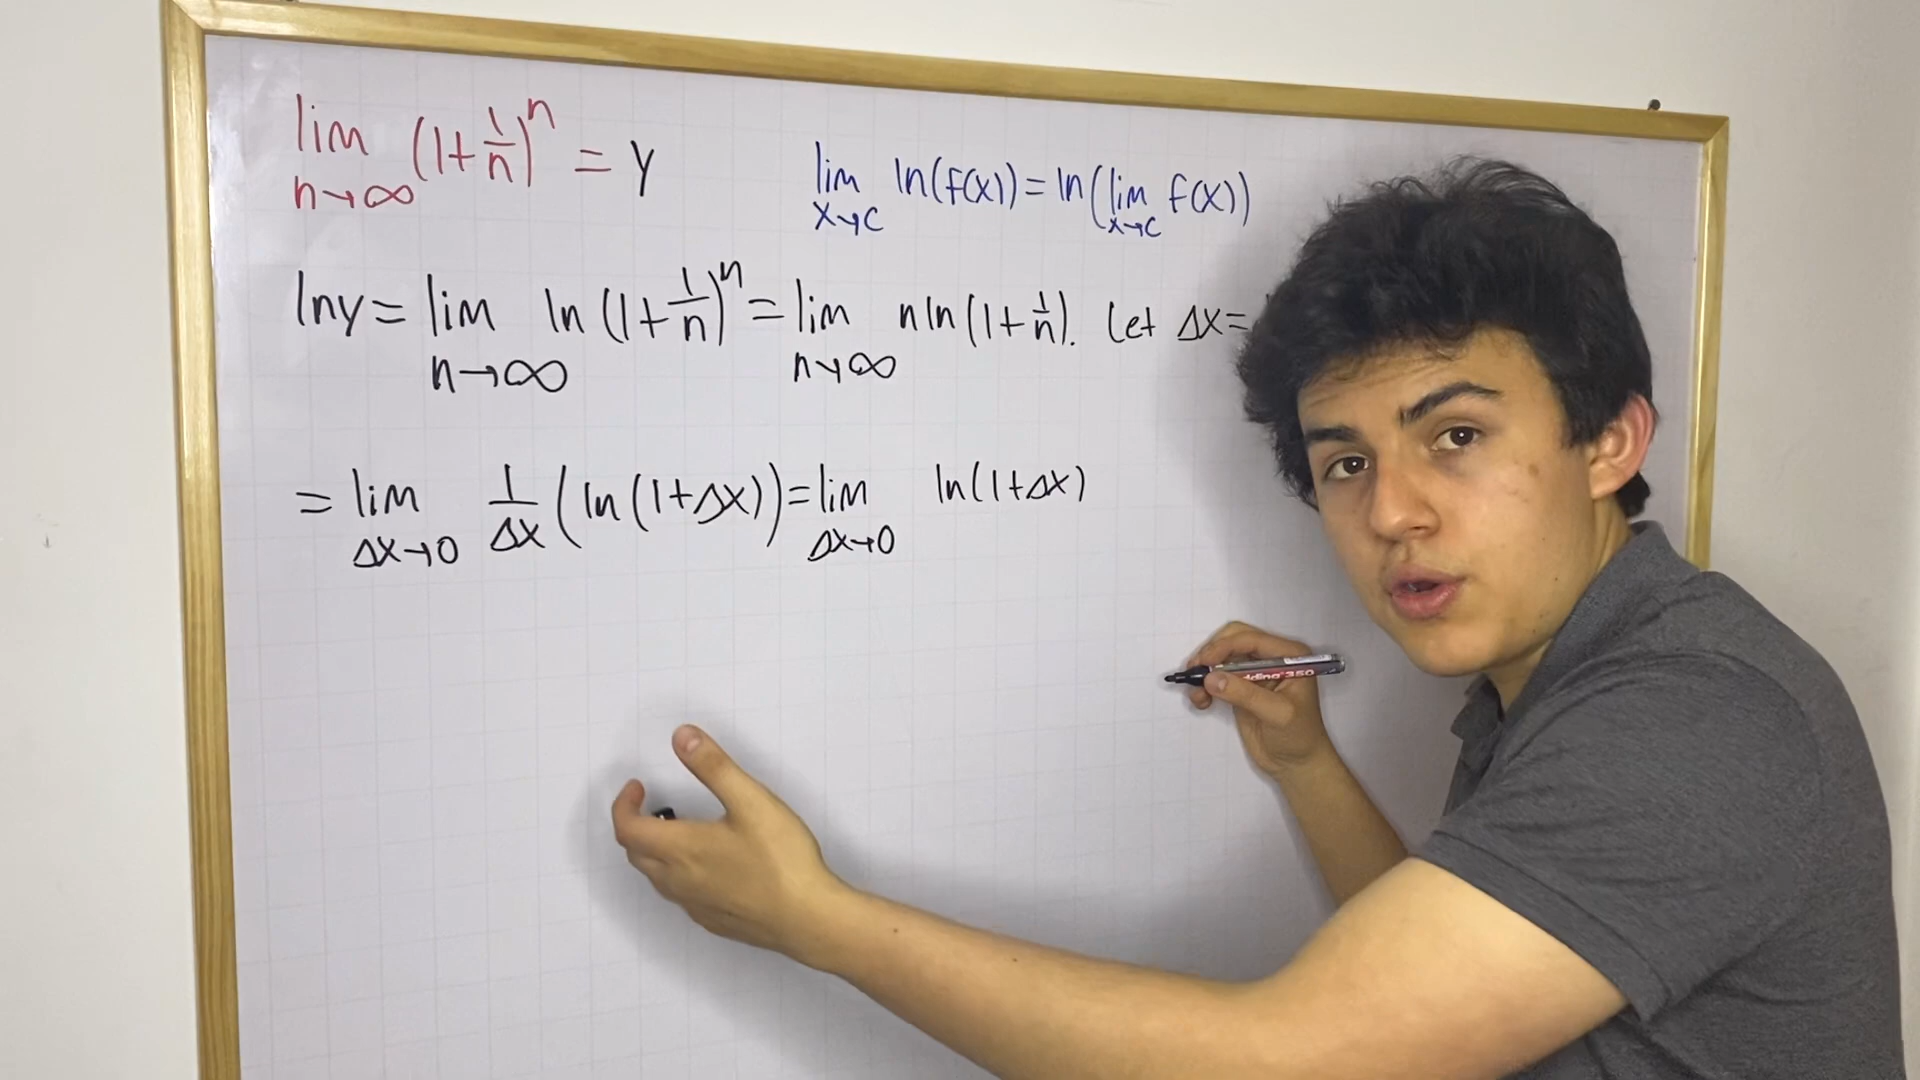 lim n→∞ (1+1/n)^n = y
lim x→c ln(f(x)) = ln(lim x→c f(x))
lny = lim n→∞ ln(1+1/n)^n = lim n→∞ n ln(1+1/n). Let Δx=
= lim Δx→0 1/Δx (ln(1+Δx)) = lim Δx→0 ln(1+Δx)
350